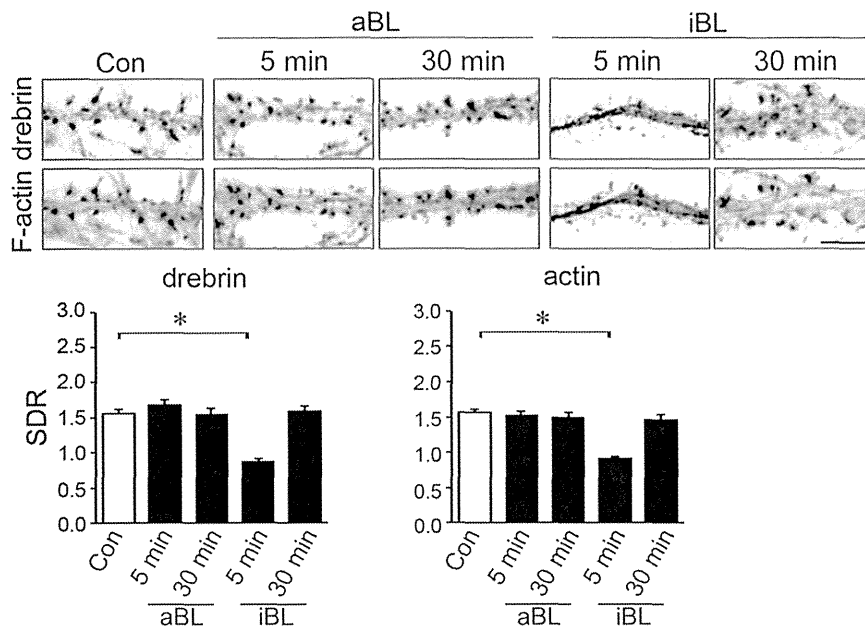 aBL iBL
Con 5 min 30 min 5 min 30 min
drebrin
F-actin
drebrin actin
3.0 * 3.0 *
2.5 2.5
2.0 2.0
1.5 1.5
1.0 1.0
0.5 0.5
0.0 0.0
SDR
Con 5 min 30 min 5 min 30 min Con 5 min 30 min 5 min 30 min
aBL iBL aBL iBL